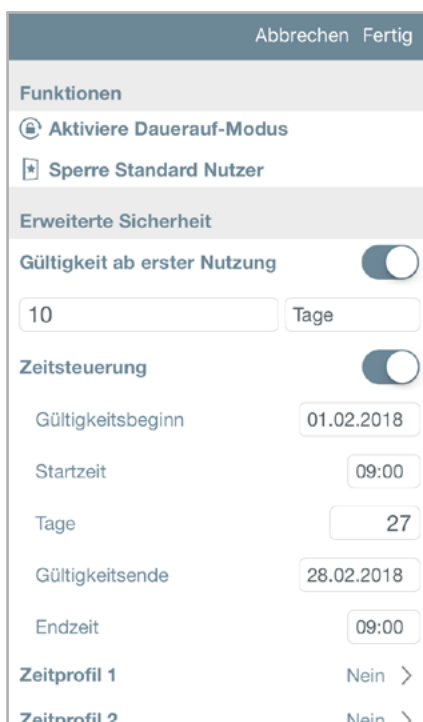 Abbrechen Fertig
Funktionen
Aktiviere Dauerauf-Modus
Sperre Standard Nutzer
Erweiterte Sicherheit
Gültigkeit ab erster Nutzung
10 Tage
Zeitsteuerung
Gültigkeitsbeginn 01.02.2018
Startzeit 09:00
Tage 27
Gültigkeitsende 28.02.2018
Endzeit 09:00
Zeitprofil 1 Nein
Zeitprofil 2 Nein